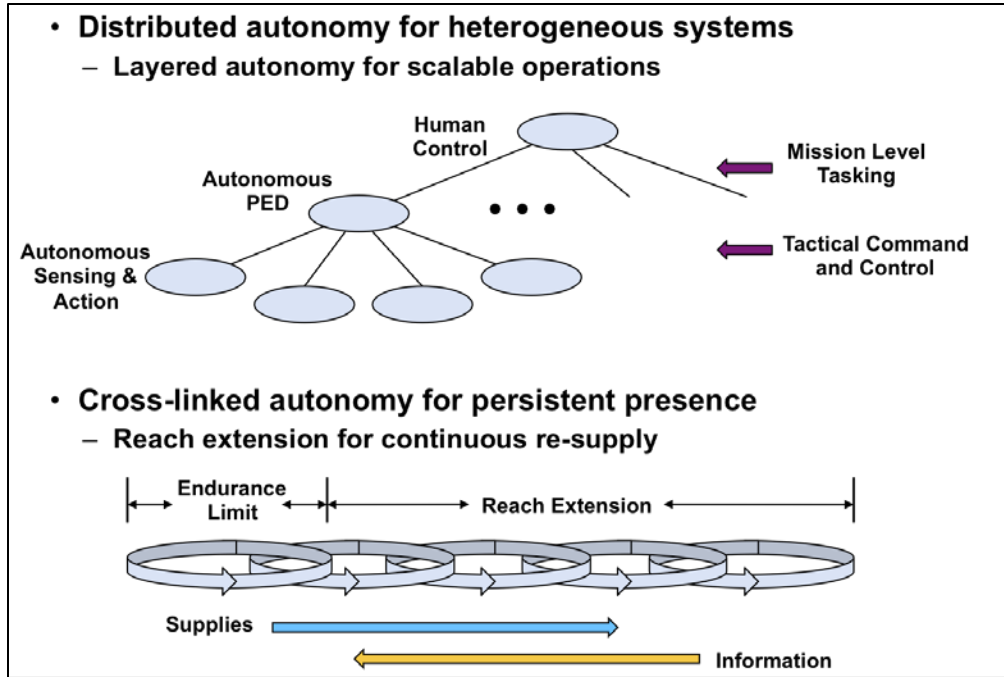 • Distributed autonomy for heterogeneous systems
– Layered autonomy for scalable operations
Human
Control
Mission Level
Tasking
Autonomous
PED
• • •
Autonomous
Sensing &
Action
Tactical Command
and Control
• Cross-linked autonomy for persistent presence
– Reach extension for continuous re-supply
Endurance
Limit
Reach Extension
Supplies
Information